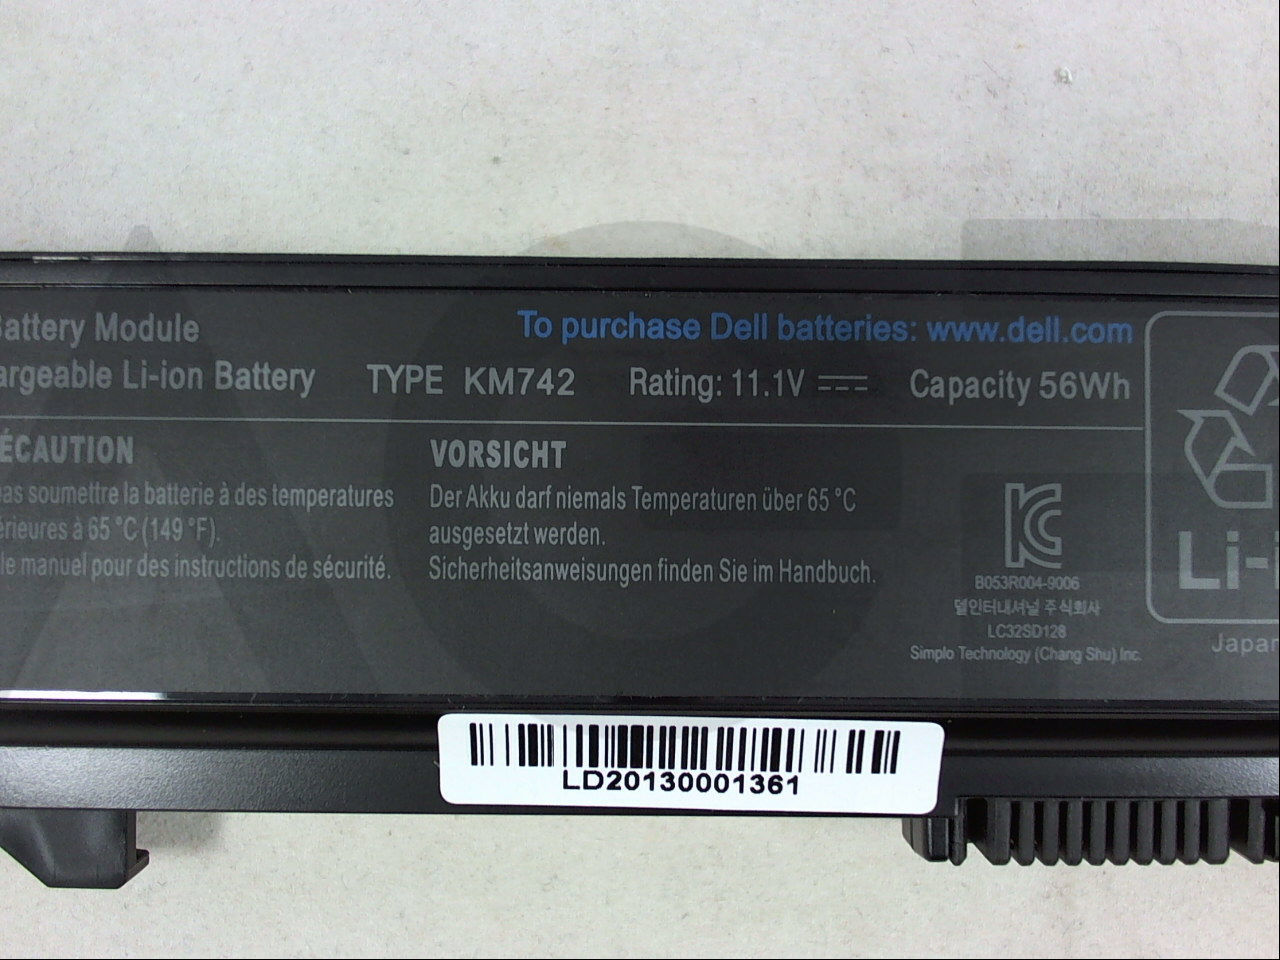 Battery Module
To purchase Dell batteries: www.dell.com
argeable Li-ion Battery TYPE KM742 Rating: 11.1V Capacity 56Wh
ÉCAUTION
as soumettre la batterie à des temperatures
érieures à 65 °C (149 °F).
le manuel pour des instructions de sécurité.
VORSICHT
Der Akku darf niemals Temperaturen über 65 °C
ausgesetzt werden.
Sicherheitsanweisungen finden Sie im Handbuch.
B053R004-9006
델인터내셔널 주식회사
LC32SD128
Simplo Technology (Chang Shu) Inc.
Li-
Japan
LD20130001361